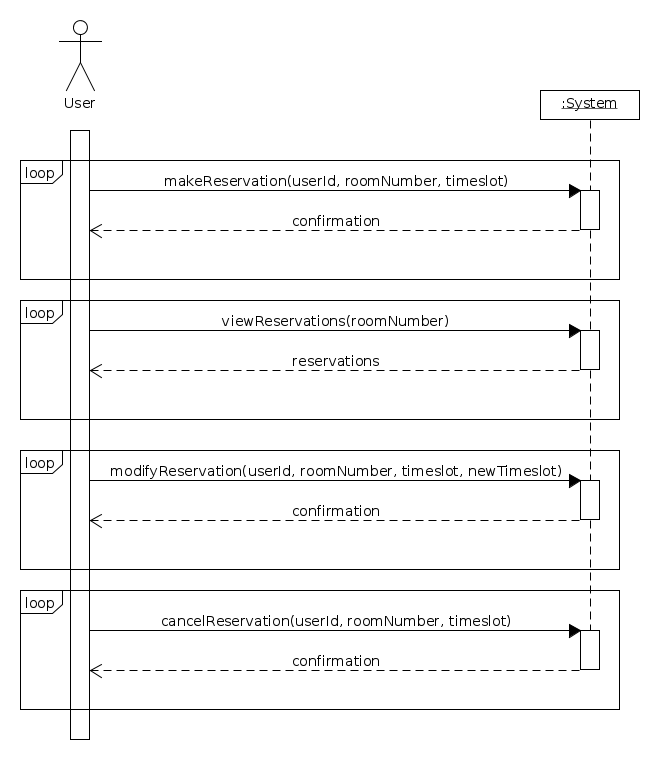 User
:System
loop
makeReservation(userId, roomNumber, timeslot)
confirmation
loop
viewReservations(roomNumber)
reservations
loop
modifyReservation(userId, roomNumber, timeslot, newTimeslot)
confirmation
loop
cancelReservation(userId, roomNumber, timeslot)
confirmation